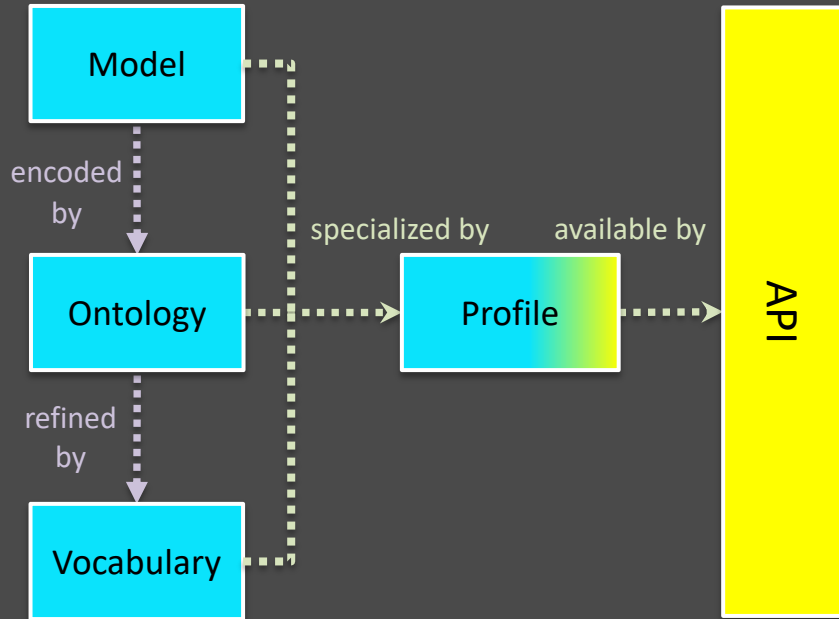 Model
encoded
by
specialized by
available by
Ontology
Profile
API
refined
by
Vocabulary